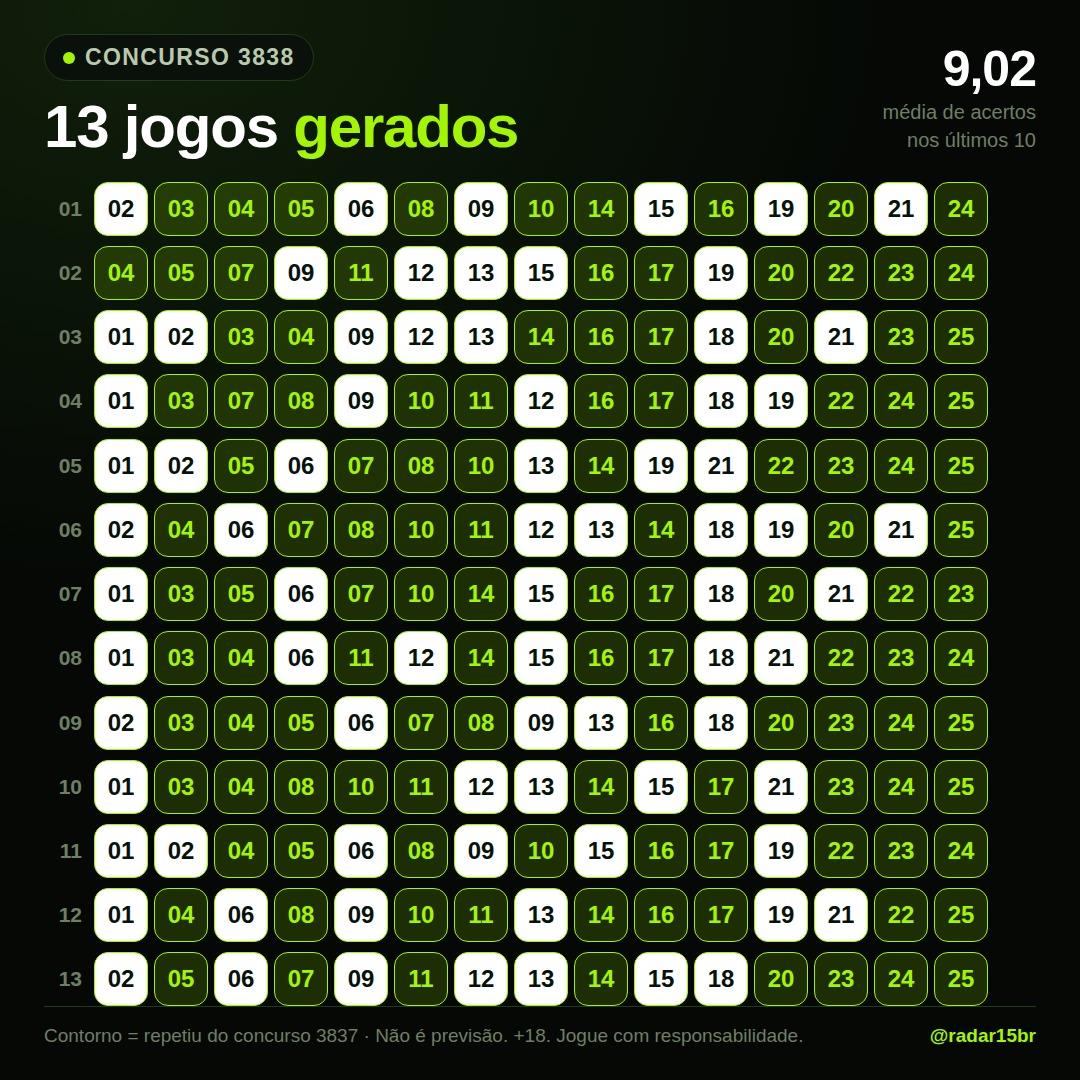 CONCURSO 3838
13 jogos gerados
9,02
média de acertos
nos últimos 10
01 02 03 04 05 06 08 09 10 14 15 16 19 20 21 24
02 04 05 07 09 11 12 13 15 16 17 19 20 22 23 24
03 01 02 03 04 09 12 13 14 16 17 18 20 21 23 25
04 01 03 07 08 09 10 11 12 16 17 18 19 22 24 25
05 01 02 05 06 07 08 10 13 14 19 21 22 23 24 25
06 02 04 06 07 08 10 11 12 13 14 18 19 20 21 25
07 01 03 05 06 07 10 14 15 16 17 18 20 21 22 23
08 01 03 04 06 11 12 14 15 16 17 18 21 22 23 24
09 02 03 04 05 06 07 08 09 13 16 18 20 23 24 25
10 01 03 04 08 10 11 12 13 14 15 17 21 23 24 25
11 01 02 04 05 06 08 09 10 15 16 17 19 22 23 24
12 01 04 06 08 09 10 11 13 14 16 17 19 21 22 25
13 02 05 06 07 09 11 12 13 14 15 18 20 23 24 25
Contorno = repetiu do concurso 3837 · Não é previsão. +18. Jogue com responsabilidade.
@radar15br